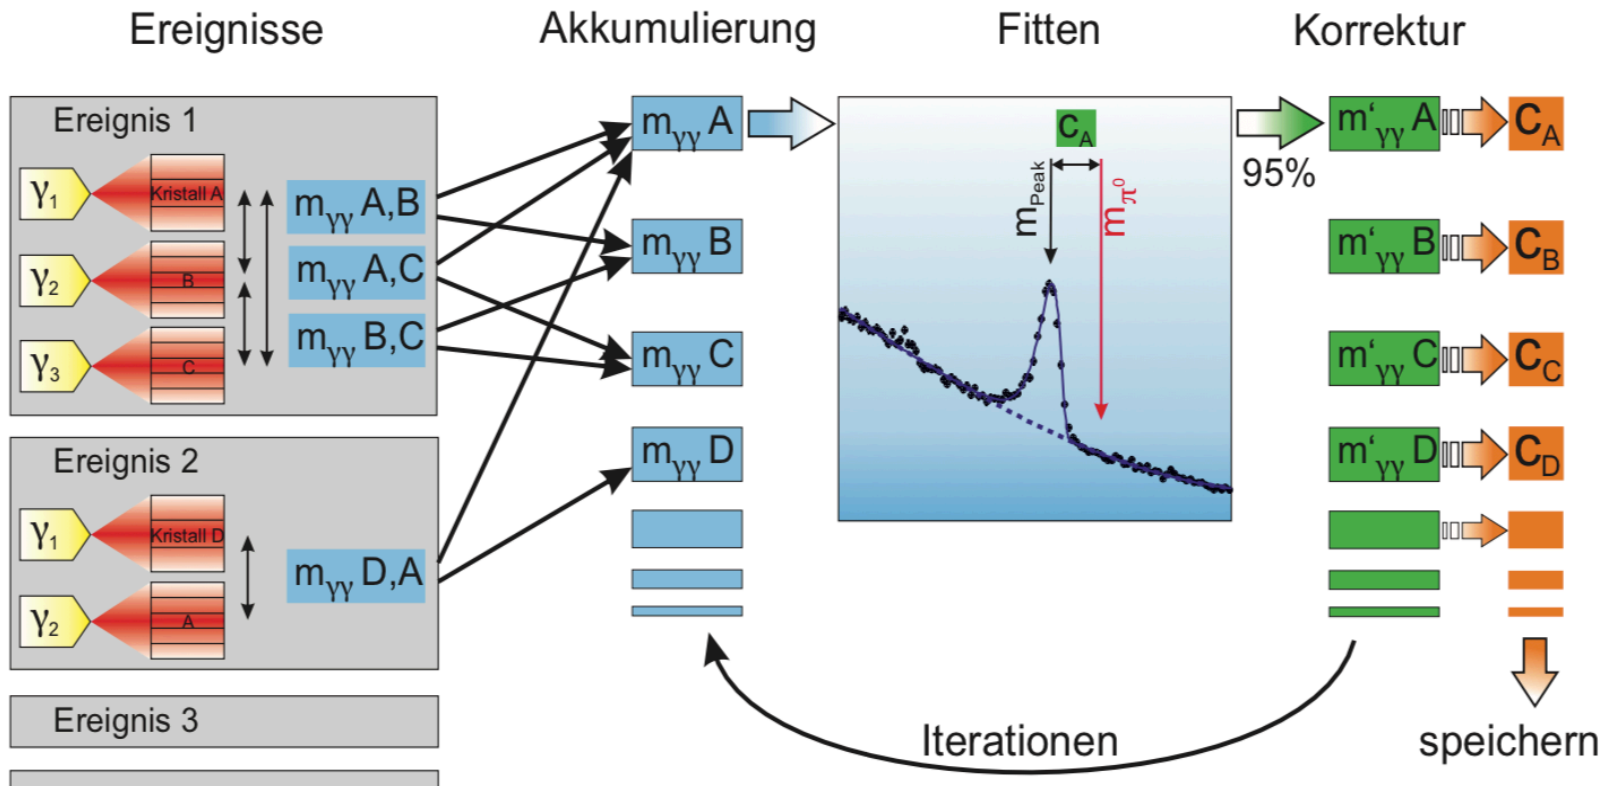 Ereignisse
Akkumulierung
Fitten
Korrektur
Ereignis 1
γ1
Kristall A
γ2
B
γ3
C
mγγ A,B
mγγ A,C
mγγ B,C
Ereignis 2
γ1
Kristall D
γ2
A
mγγ D,A
Ereignis 3
mγγ A
mγγ B
mγγ C
mγγ D
cA
mPeak
mπ0
95%
m'γγ A
m'γγ B
m'γγ C
m'γγ D
cA
cB
cC
cD
Iterationen
speichern